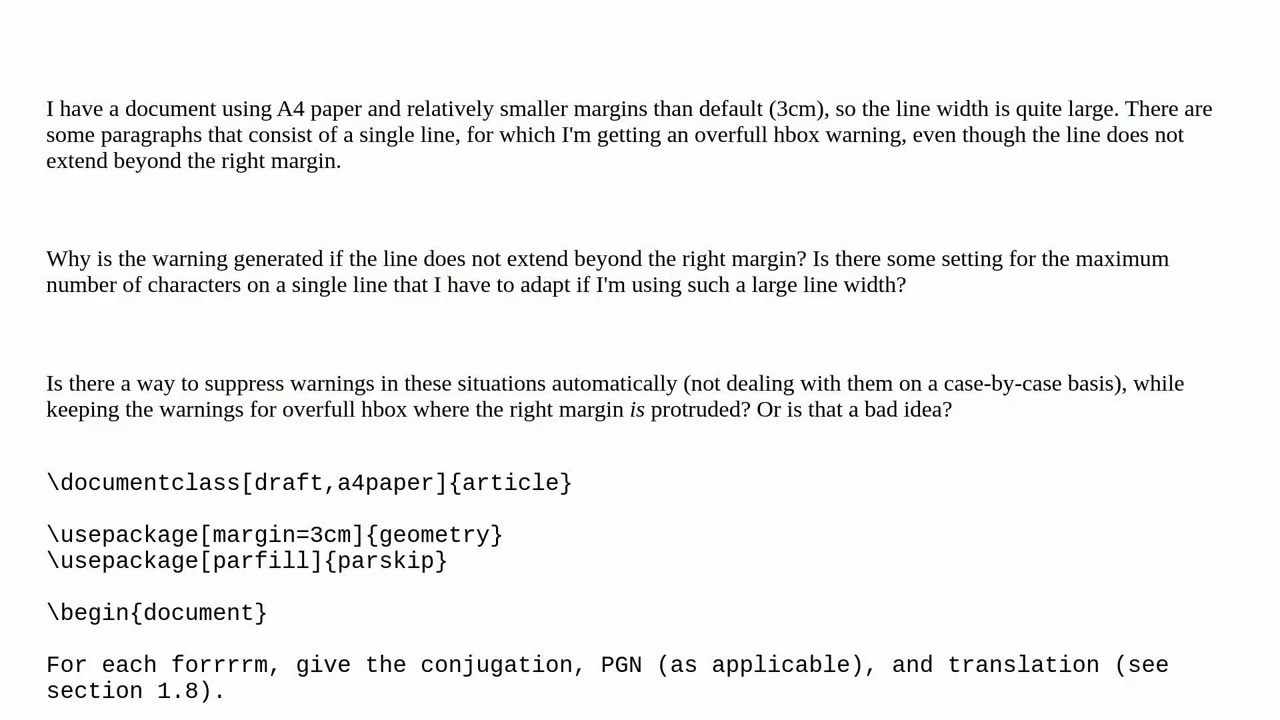 I have a document using A4 paper and relatively smaller margins than default (3cm), so the line width is quite large. There are
some paragraphs that consist of a single line, for which I'm getting an overfull hbox warning, even though the line does not
extend beyond the right margin.
Why is the warning generated if the line does not extend beyond the right margin? Is there some setting for the maximum
number of characters on a single line that I have to adapt if I'm using such a large line width?
Is there a way to suppress warnings in these situations automatically (not dealing with them on a case-by-case basis), while
keeping the warnings for overfull hbox where the right margin is protruded? Or is that a bad idea?
\documentclass[draft,a4paper]{article}
\usepackage[margin=3cm]{geometry}
\usepackage[parfill]{parskip}
\begin{document}
For each forrrrm, give the conjugation, PGN (as applicable), and translation (see
section 1.8).